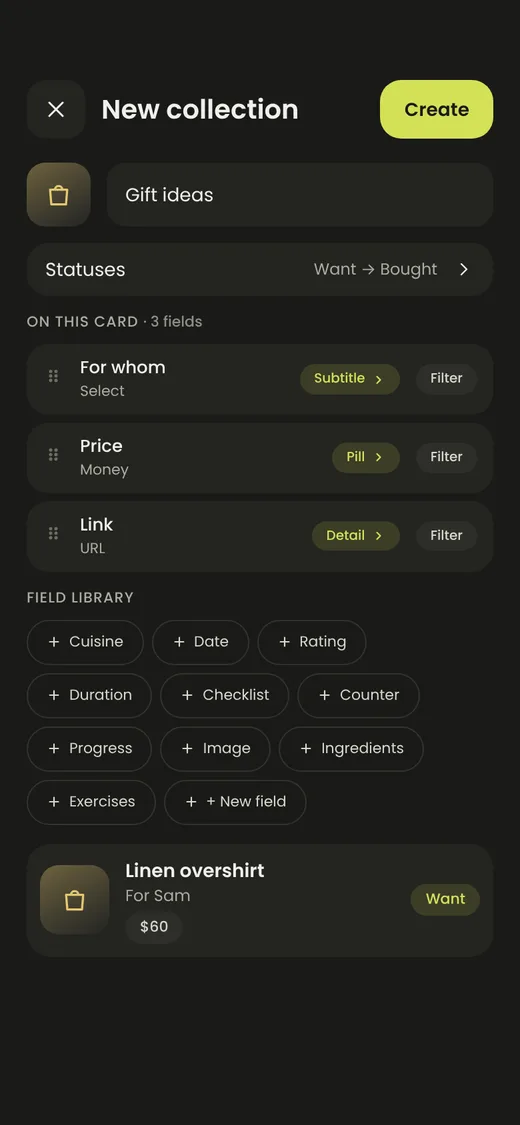 New collection
Create
Gift ideas
Statuses
Want → Bought
ON THIS CARD · 3 fields
For whom
Select
Subtitle
Filter
Price
Money
Pill
Filter
Link
URL
Detail
Filter
FIELD LIBRARY
+ Cuisine
+ Date
+ Rating
+ Duration
+ Checklist
+ Counter
+ Progress
+ Image
+ Ingredients
+ Exercises
+ + New field
Linen overshirt
For Sam
$60
Want